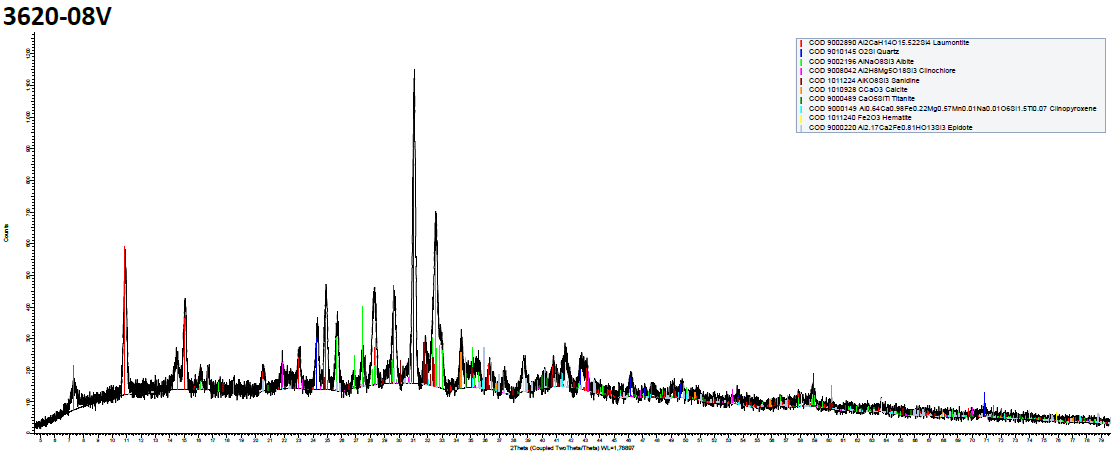 3620-08V
COD 9002890 Al2CaH14O15.522Si4 Laumontite
COD 9010145 O2Si Quartz
COD 9002196 AlNaO8Si3 Albite
COD 9008042 Al2H8Mg5O18Si3 Clinochlore
COD 1011224 AlKO8Si3 Sanidine
COD 1010928 CCaO3 Calcite
COD 9000489 CaO5SiTi Titanite
COD 9000149 Al0.64Ca0.98Fe0.22Mg0.57Mn0.01Na0.01O6Si1.5Ti0.07 Clinopyroxene
COD 1011240 Fe2O3 Hematite
COD 9000220 Al2.17Ca2Fe0.81HO13Si3 Epidote
Counts
2Theta (Coupled TwoTheta/Theta) WL=1,78897